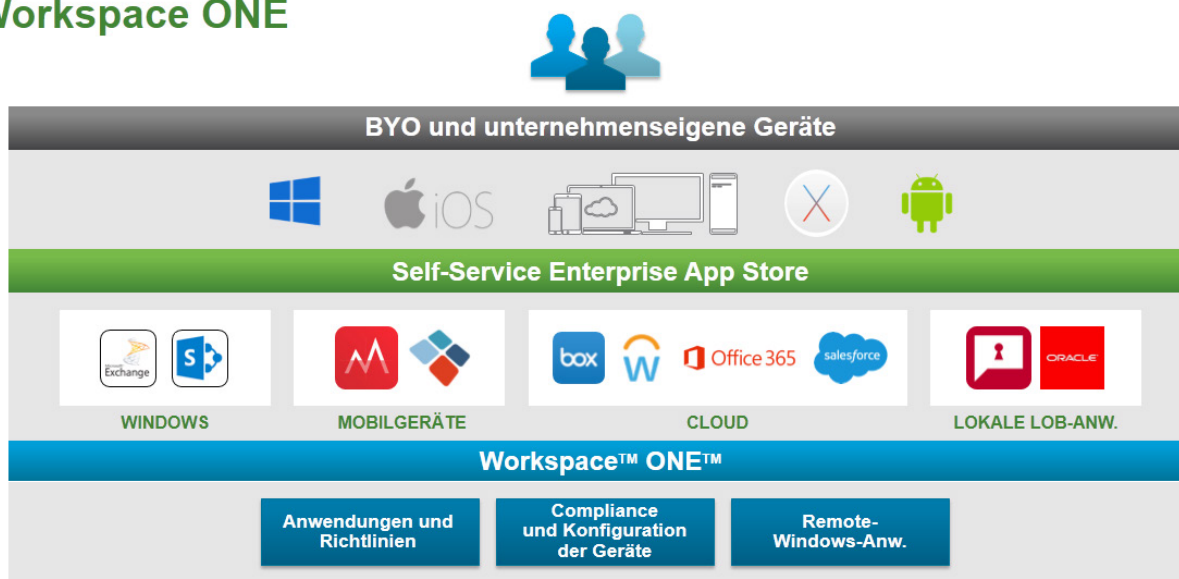 Workspace ONE
BYO und unternehmenseigene Geräte
iOS
Self-Service Enterprise App Store
Exchange
S
box
Office 365
salesforce
ORACLE
WINDOWS
MOBILGERÄTE
CLOUD
LOKALE LOB-ANW.
Workspace™ ONE™
Anwendungen und
Richtlinien
Compliance
und Konfiguration
der Geräte
Remote-
Windows-Anw.